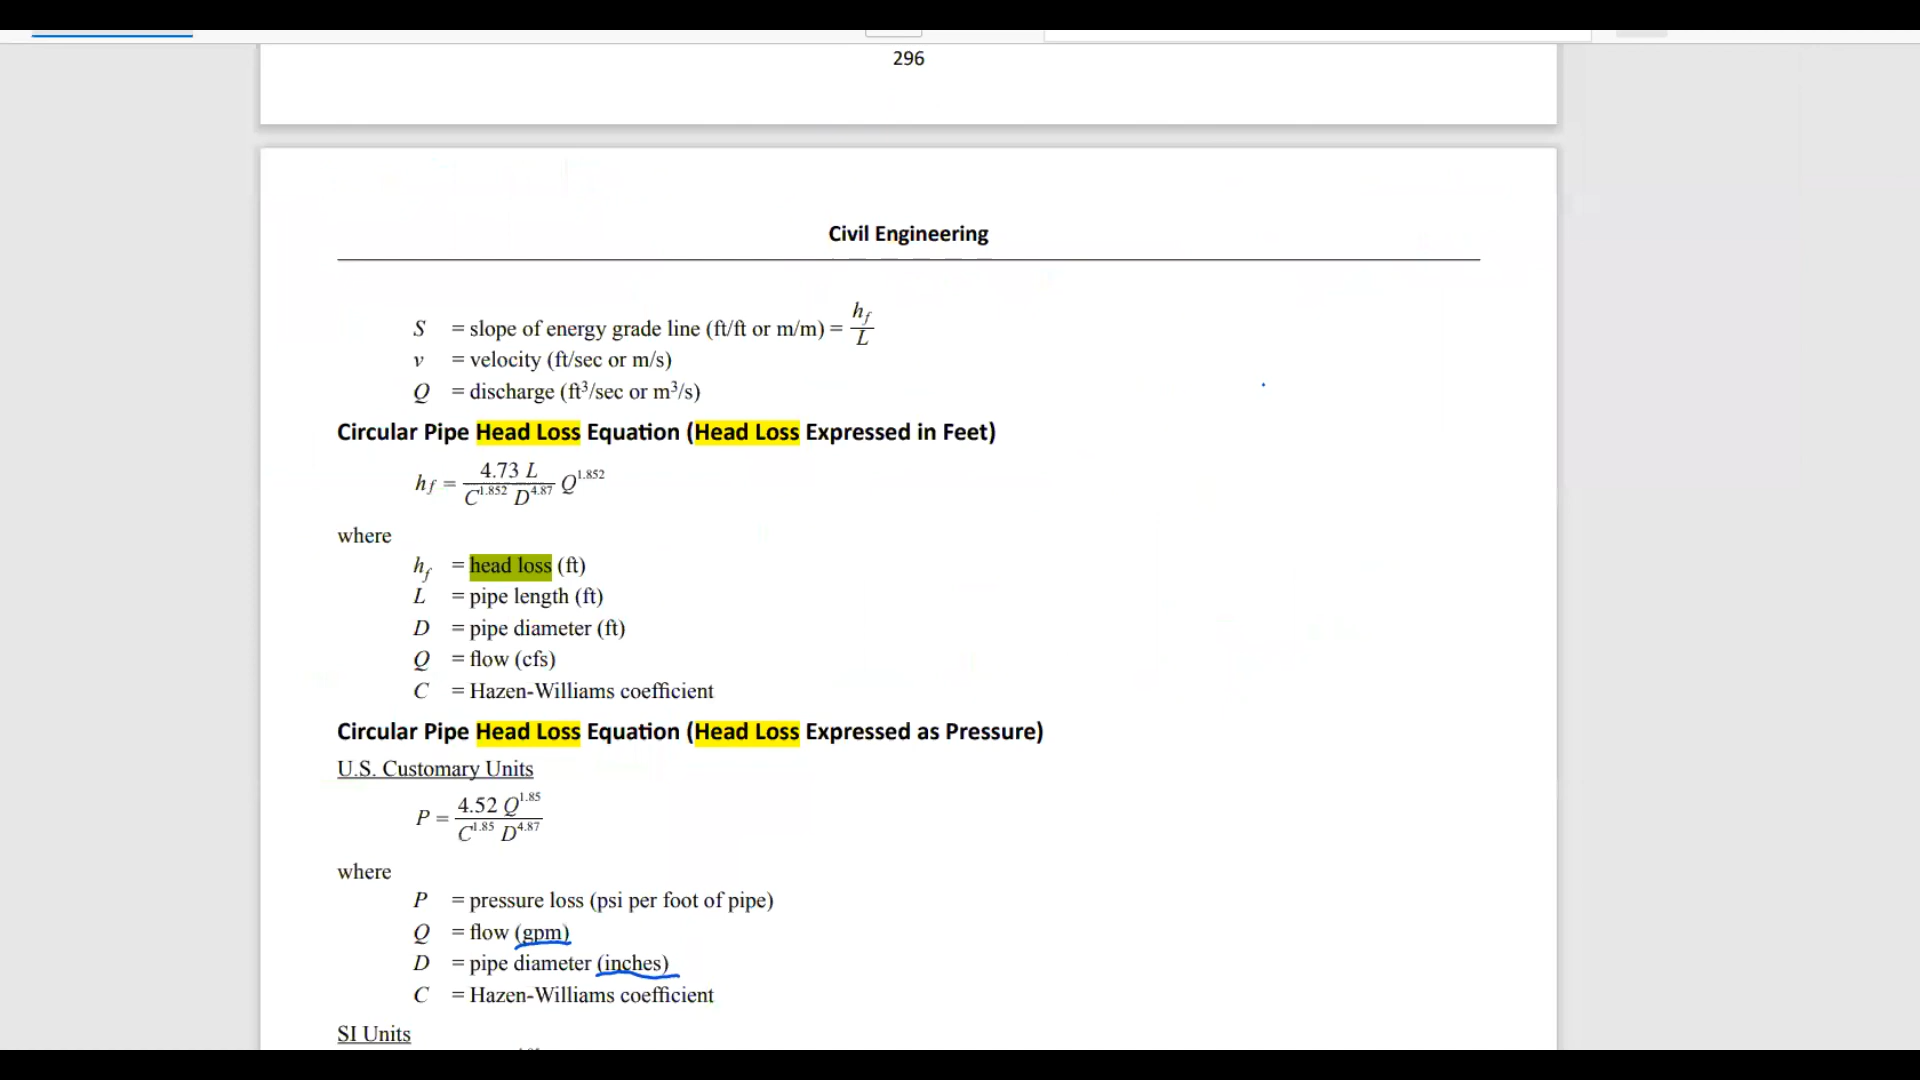 296
Civil Engineering
S = slope of energy grade line (ft/ft or m/m) = h_f / L
v = velocity (ft/sec or m/s)
Q = discharge (ft³/sec or m³/s)
Circular Pipe Head Loss Equation (Head Loss Expressed in Feet)
h_f = 4.73 L / C^1.852 D^4.87 Q^1.852
where
h_f = head loss (ft)
L = pipe length (ft)
D = pipe diameter (ft)
Q = flow (cfs)
C = Hazen-Williams coefficient
Circular Pipe Head Loss Equation (Head Loss Expressed as Pressure)
U.S. Customary Units
P = 4.52 Q^1.85 / C^1.85 D^4.87
where
P = pressure loss (psi per foot of pipe)
Q = flow (gpm)
D = pipe diameter (inches)
C = Hazen-Williams coefficient
SI Units